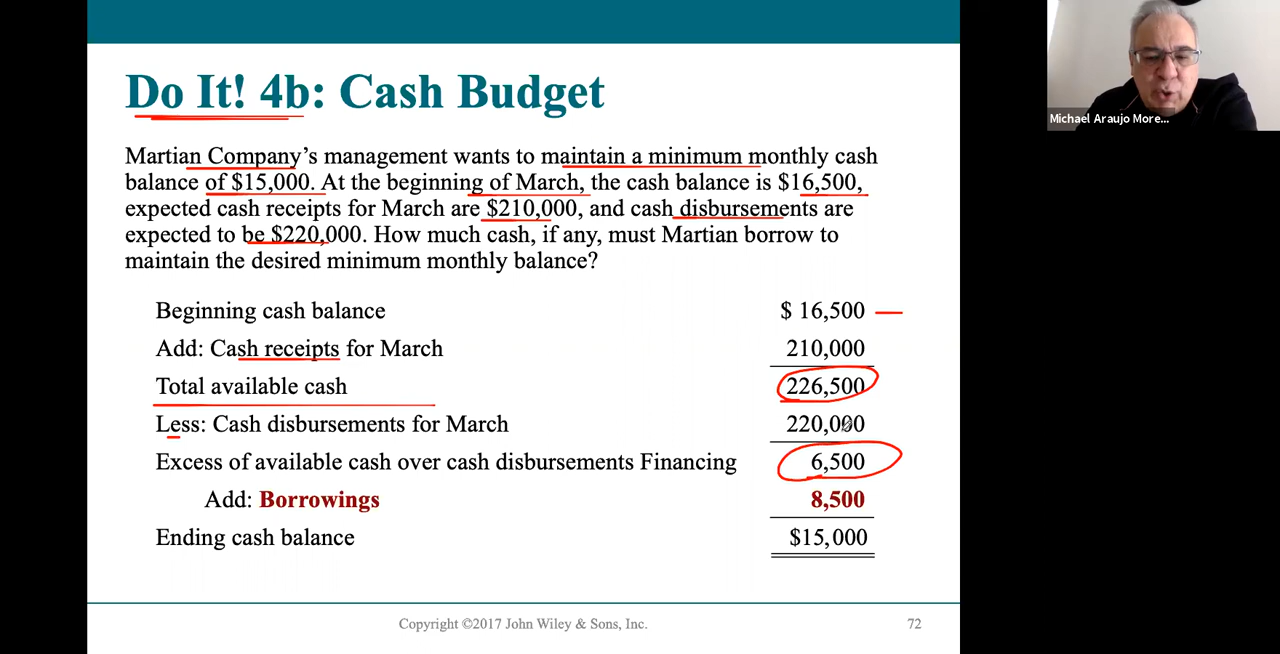 Do It! 4b: Cash Budget
Martian Company's management wants to maintain a minimum monthly cash
balance of $15,000. At the beginning of March, the cash balance is $16,500,
expected cash receipts for March are $210,000, and cash disbursements are
expected to be $220,000. How much cash, if any, must Martian borrow to
maintain the desired minimum monthly balance?
Beginning cash balance $ 16,500
Add: Cash receipts for March 210,000
Total available cash 226,500
Less: Cash disbursements for March 220,000
Excess of available cash over cash disbursements Financing 6,500
Add: Borrowings 8,500
Ending cash balance $15,000
Copyright ©2017 John Wiley & Sons, Inc. 72
Michael Araujo More...